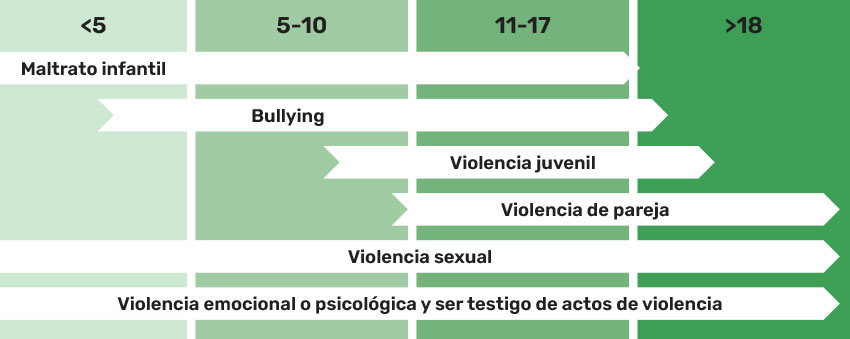 <5 5-10 11-17 >18
Maltrato infantil
Bullying
Violencia juvenil
Violencia de pareja
Violencia sexual
Violencia emocional o psicológica y ser testigo de actos de violencia